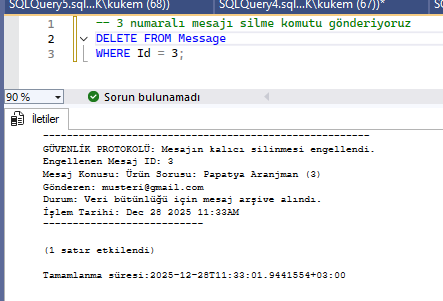 SQLQuery5.sql...K\kukem (68))
SQLQuery4.sql...K\kukem (67))*
1 -- 3 numaralı mesajı silme komutu gönderiyoruz
2 DELETE FROM Message
3 WHERE Id = 3;
90 %
Sorun bulunamadı
İletiler
------------------------------------------------------
GÜVENLİK PROTOKOLÜ: Mesajın kalıcı silinmesi engellendi.
Engellenen Mesaj ID: 3
Mesaj Konusu: Ürün Sorusu: Papatya Aranjman (3)
Gönderen: musteri@gmail.com
Durum: Veri bütünlüğü için mesaj arşive alındı.
İşlem Tarihi: Dec 28 2025 11:33AM
---------------------------
(1 satır etkilendi)
Tamamlanma süresi:2025-12-28T11:33:01.9441554+03:00